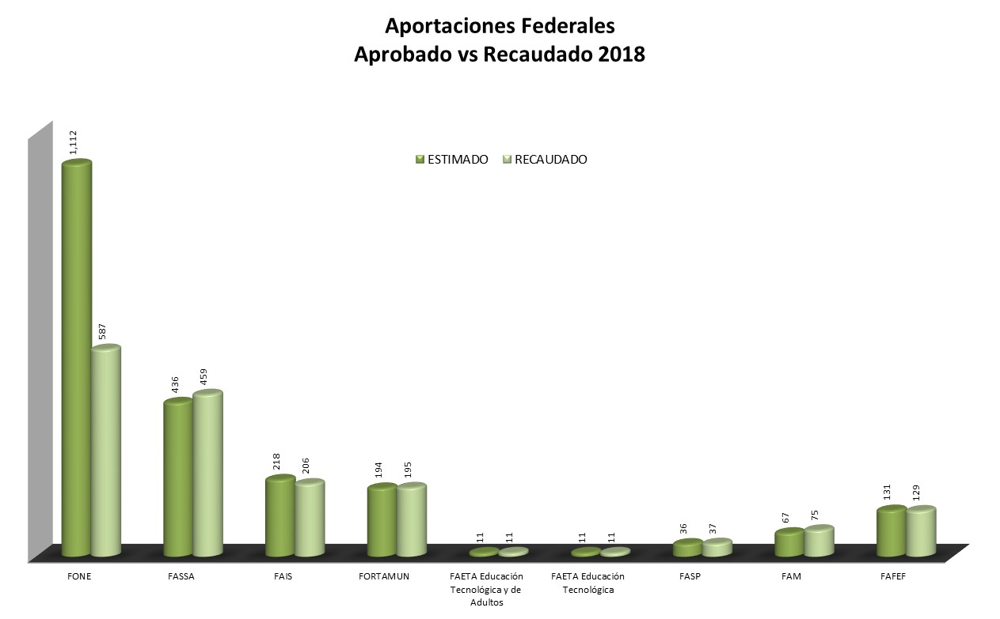 Aportaciones Federales
Aprobado vs Recaudado 2018
ESTIMADO
RECAUDADO
1,112
587
436
459
218
206
194
195
11
11
11
11
36
37
67
75
131
129
FONE
FASSA
FAIS
FORTAMUN
FAETA Educación
Tecnológica y de
Adultos
FAETA Educación
Tecnológica
FASP
FAM
FAFEF